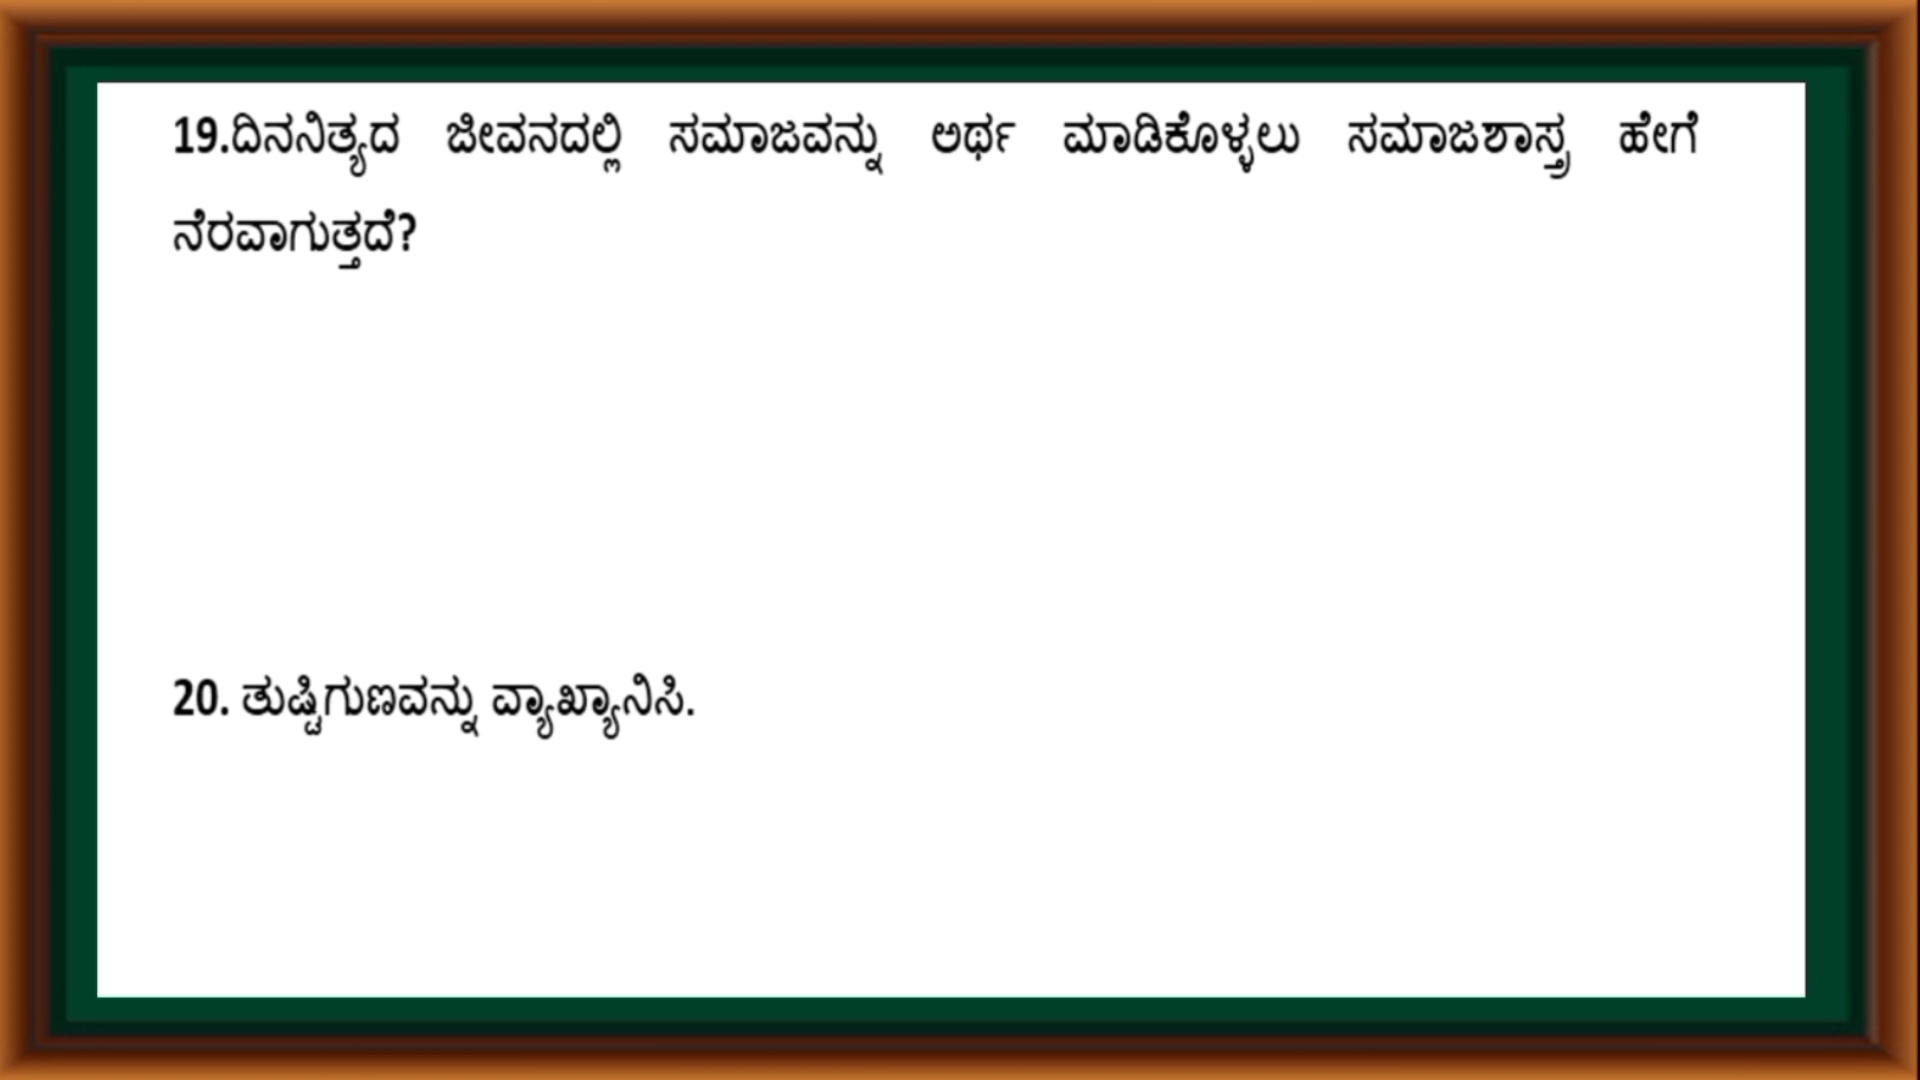 19.ದಿನನಿತ್ಯದ ಜೀವನದಲ್ಲಿ ಸಮಾಜವನ್ನು ಅರ್ಥ ಮಾಡಿಕೊಳ್ಳಲು ಸಮಾಜಶಾಸ್ತ್ರ ಹೇಗೆ
ನೆರವಾಗುತ್ತದೆ?
20. ತುಷ್ಟಿಗುಣವನ್ನು ವ್ಯಾಖ್ಯಾನಿಸಿ.